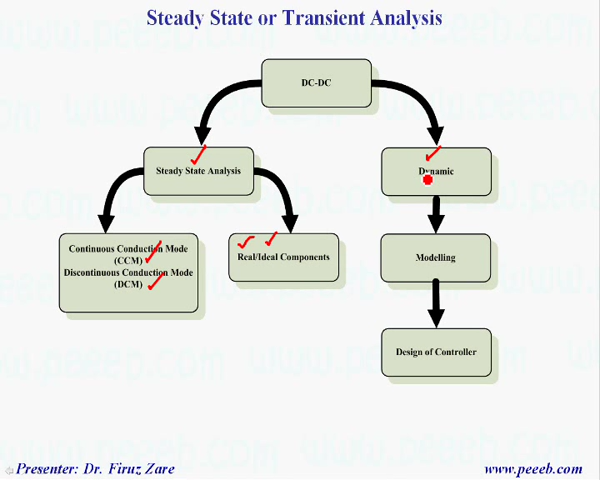 Steady State or Transient Analysis
DC-DC
Steady State Analysis
Dynamic
Continuous Conduction Mode
(CCM)
Discontinuous Conduction Mode
(DCM)
Real/Ideal Components
Modelling
Design of Controller
Presenter: Dr. Firuz Zare
www.peeeb.com